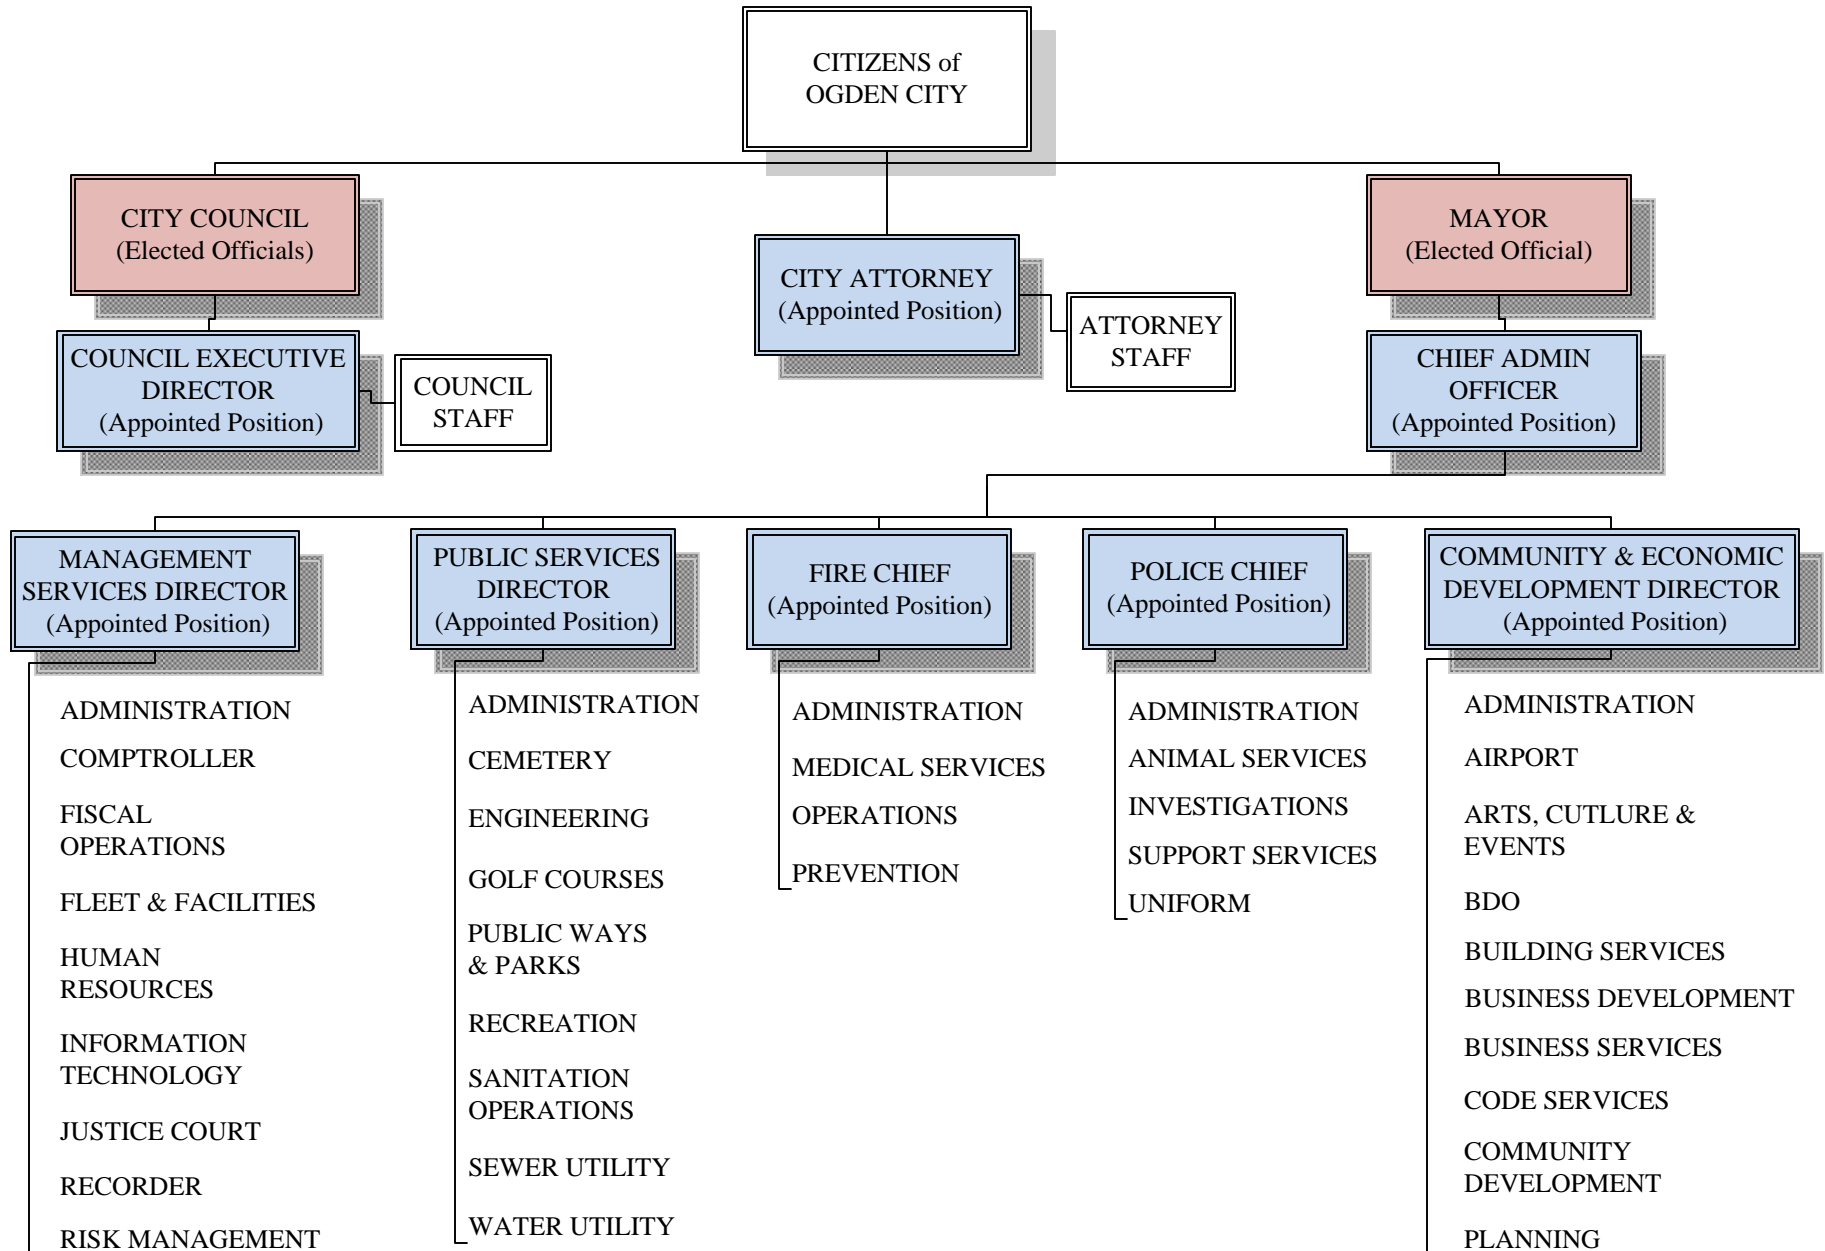 CITIZENS of
OGDEN CITY
CITY COUNCIL
(Elected Officials)
CITY ATTORNEY
(Appointed Position)
MAYOR
(Elected Official)
ATTORNEY
STAFF
COUNCIL EXECUTIVE
DIRECTOR
(Appointed Position)
COUNCIL
STAFF
CHIEF ADMIN
OFFICER
(Appointed Position)
MANAGEMENT
SERVICES DIRECTOR
(Appointed Position)
PUBLIC SERVICES
DIRECTOR
(Appointed Position)
FIRE CHIEF
(Appointed Position)
POLICE CHIEF
(Appointed Position)
COMMUNITY & ECONOMIC
DEVELOPMENT DIRECTOR
(Appointed Position)
ADMINISTRATION
COMPTROLLER
FISCAL
OPERATIONS
FLEET & FACILITIES
HUMAN
RESOURCES
INFORMATION
TECHNOLOGY
JUSTICE COURT
RECORDER
RISK MANAGEMENT
ADMINISTRATION
CEMETERY
ENGINEERING
GOLF COURSES
PUBLIC WAYS
& PARKS
RECREATION
SANITATION
OPERATIONS
SEWER UTILITY
WATER UTILITY
ADMINISTRATION
MEDICAL SERVICES
OPERATIONS
PREVENTION
ADMINISTRATION
ANIMAL SERVICES
INVESTIGATIONS
SUPPORT SERVICES
UNIFORM
ADMINISTRATION
AIRPORT
ARTS, CUTLURE &
EVENTS
BDO
BUILDING SERVICES
BUSINESS DEVELOPMENT
BUSINESS SERVICES
CODE SERVICES
COMMUNITY
DEVELOPMENT
PLANNING